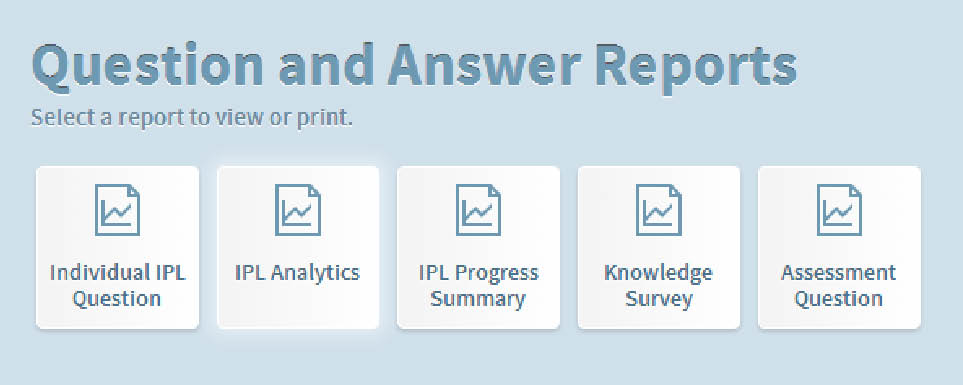 Question and Answer Reports
Select a report to view or print.
Individual IPL
Question
IPL Analytics
IPL Progress
Summary
Knowledge
Survey
Assessment
Question